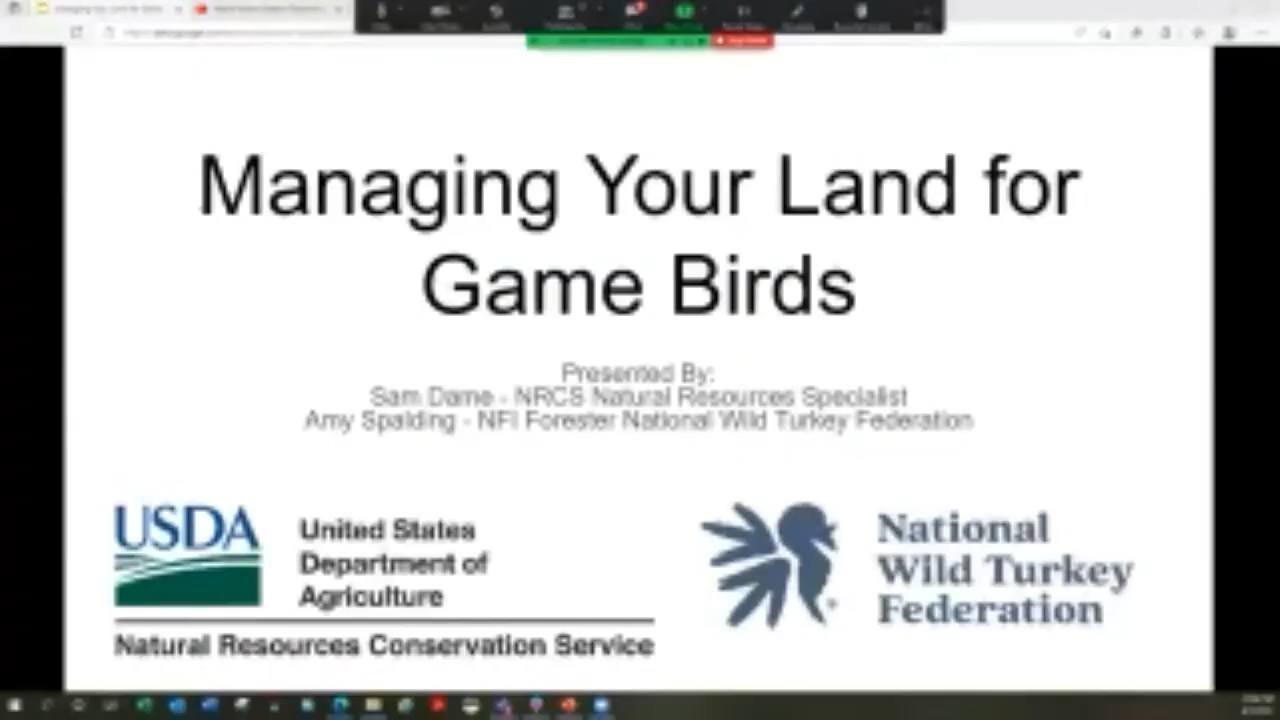 Managing Your Land for
Game Birds
Presented By:
Sam Dame - NRCS Natural Resources Specialist
Amy Spalding - NFI Forester National Wild Turkey Federation
USDA
United States
Department of
Agriculture
Natural Resources Conservation Service
National
Wild Turkey
Federation